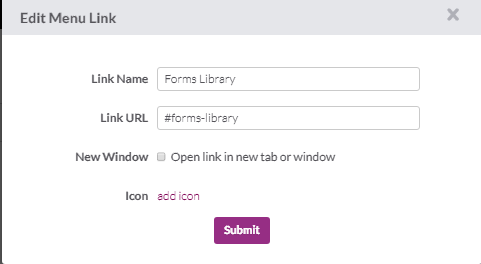 Edit Menu Link
Link Name Forms Library
Link URL #forms-library
New Window Open link in new tab or window
Icon add icon
Submit